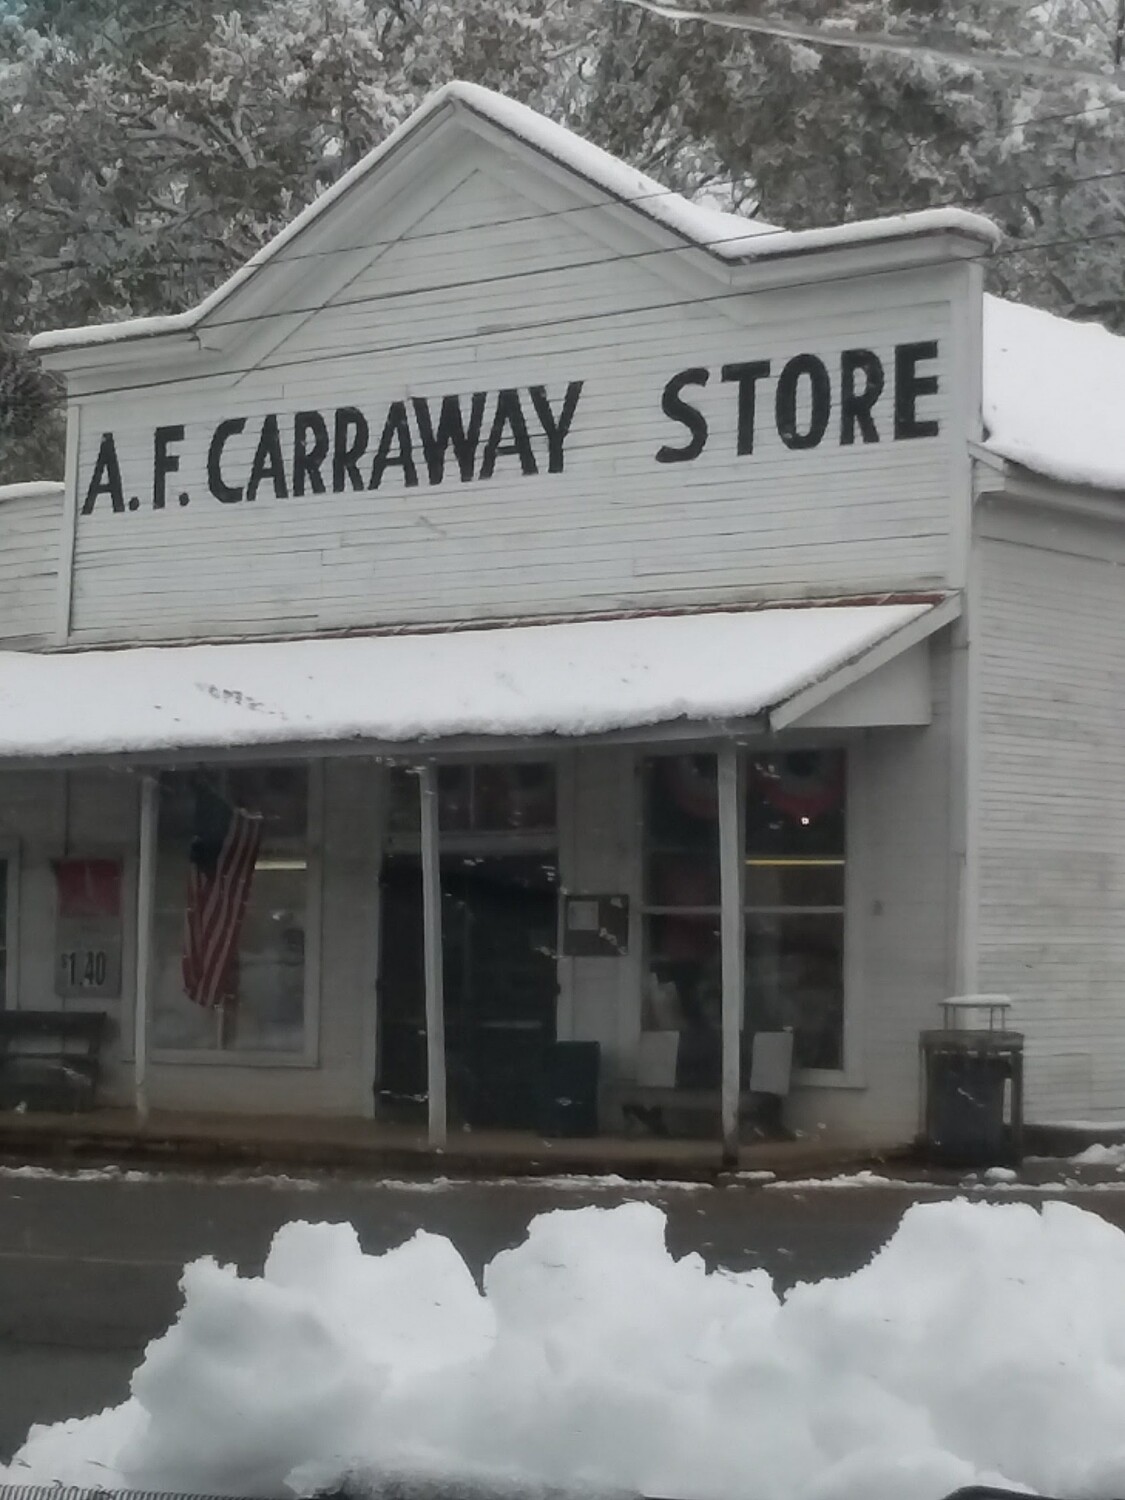 A. F. CARRAWAY STORE
$1.40